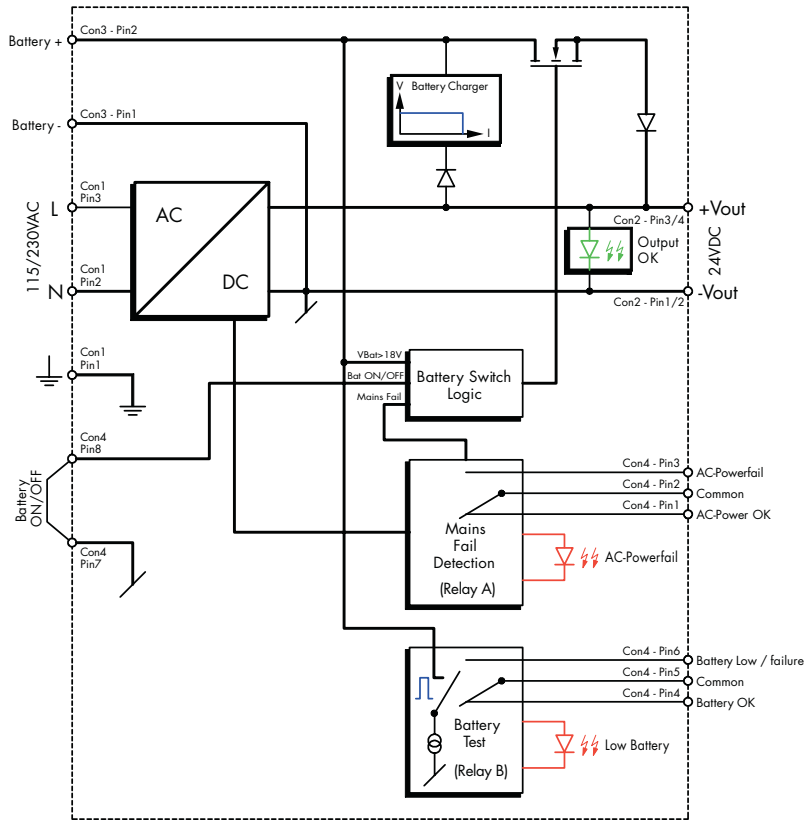 Battery +
Con3 - Pin2
V
Battery Charger
I
Battery -
Con3 - Pin1
115/230VAC
L
Con1
Pin3
AC
DC
N
Con1
Pin2
+Vout
Con2 - Pin3/4
Output
OK
24VDC
-Vout
Con2 - Pin1/2
Con1
Pin1
VBat>18V
Bat ON/OFF
Mains Fail
Battery Switch
Logic
Con4
Pin8
Battery
ON/OFF
Con4
Pin7
Con4 - Pin3
AC-Powerfail
Con4 - Pin2
Common
Con4 - Pin1
AC-Power OK
Mains
Fail
Detection
(Relay A)
AC-Powerfail
Con4 - Pin6
Battery Low / failure
Con4 - Pin5
Common
Con4 - Pin4
Battery OK
Battery
Test
(Relay B)
Low Battery